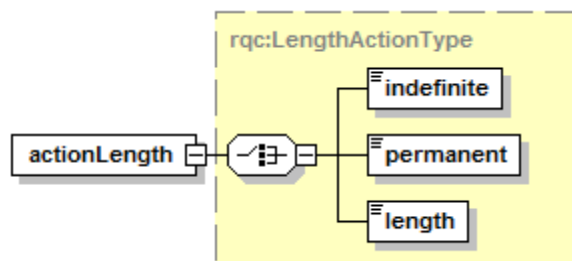 rqc:LengthActionType
indefinite
actionLength
permanent
length